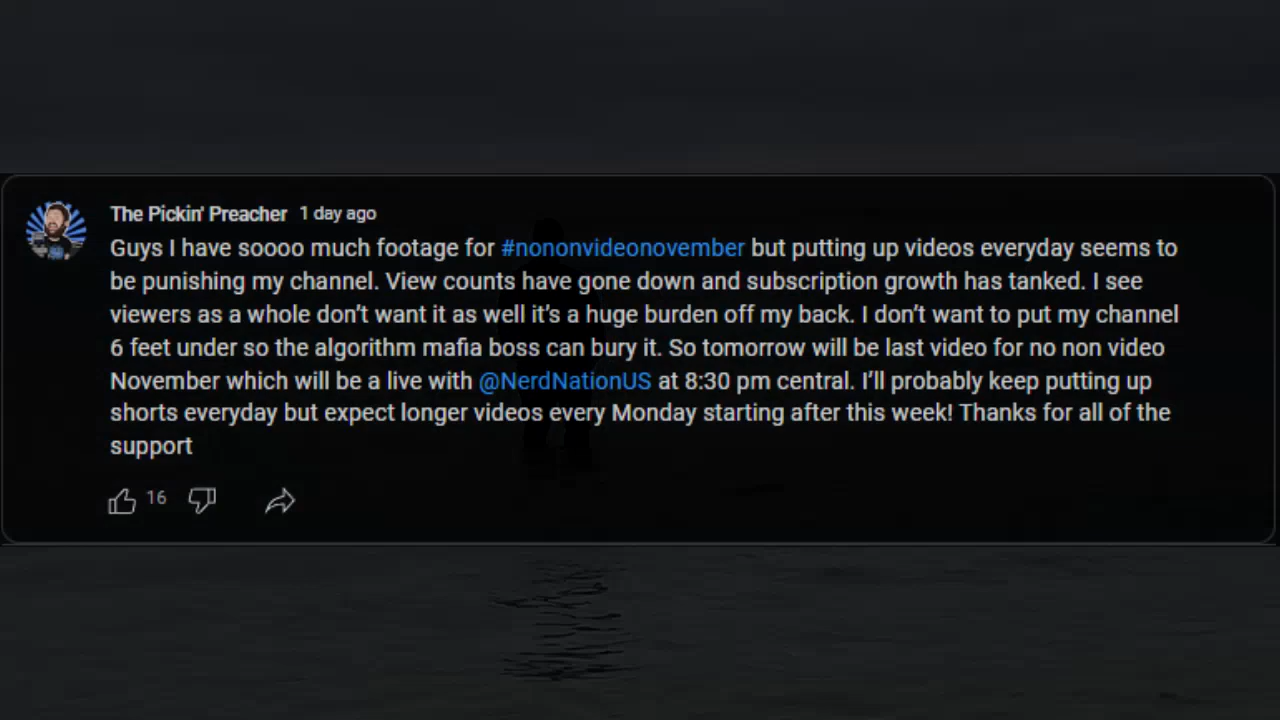 The Pickin' Preacher 1 day ago
Guys I have soooo much footage for #nononvideonovember but putting up videos everyday seems to
be punishing my channel. View counts have gone down and subscription growth has tanked. I see
viewers as a whole don’t want it as well it’s a huge burden off my back. I don’t want to put my channel
6 feet under so the algorithm mafia boss can bury it. So tomorrow will be last video for no non video
November which will be a live with @NerdNationUS at 8:30 pm central. I’ll probably keep putting up
shorts everyday but expect longer videos every Monday starting after this week! Thanks for all of the
support
16